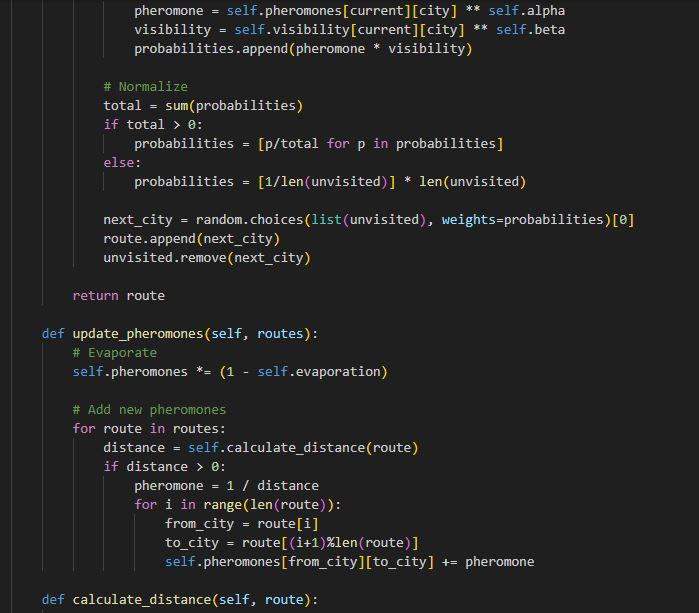 pheromone = self.pheromones[current][city] ** self.alpha
                visibility = self.visibility[current][city] ** self.beta
                probabilities.append(pheromone * visibility)

            # Normalize
            total = sum(probabilities)
            if total > 0:
                probabilities = [p/total for p in probabilities]
            else:
                probabilities = [1/len(unvisited)] * len(unvisited)

            next_city = random.choices(list(unvisited), weights=probabilities)[0]
            route.append(next_city)
            unvisited.remove(next_city)

        return route

    def update_pheromones(self, routes):
        # Evaporate
        self.pheromones *= (1 - self.evaporation)

        # Add new pheromones
        for route in routes:
            distance = self.calculate_distance(route)
            if distance > 0:
                pheromone = 1 / distance
                for i in range(len(route)):
                    from_city = route[i]
                    to_city = route[(i+1)%len(route)]
                    self.pheromones[from_city][to_city] += pheromone

    def calculate_distance(self, route):